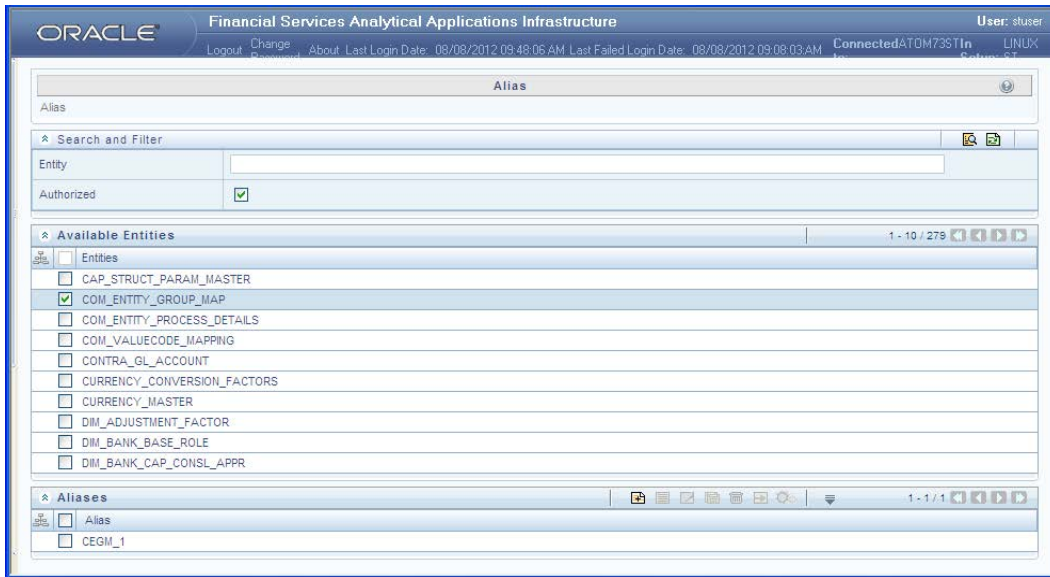 ORACLE
Financial Services Analytical Applications Infrastructure
User: stuser
Logout Change Password About Last Login Date: 08/08/2012 09:48:06 AM Last Failed Login Date: 08/08/2012 09:08:03 AM Connected ATOM73ST In LINUX
In: Setup: ST
Alias
Alias
Search and Filter
Entity
Authorized
Available Entities 1 - 10 / 279
Entities
CAP_STRUCT_PARAM_MASTER
COM_ENTITY_GROUP_MAP
COM_ENTITY_PROCESS_DETAILS
COM_VALUECODE_MAPPING
CONTRA_GL_ACCOUNT
CURRENCY_CONVERSION_FACTORS
CURRENCY_MASTER
DIM_ADJUSTMENT_FACTOR
DIM_BANK_BASE_ROLE
DIM_BANK_CAP_CONSL_APPR
Aliases 1 - 1 / 1
Alias
CEGM_1